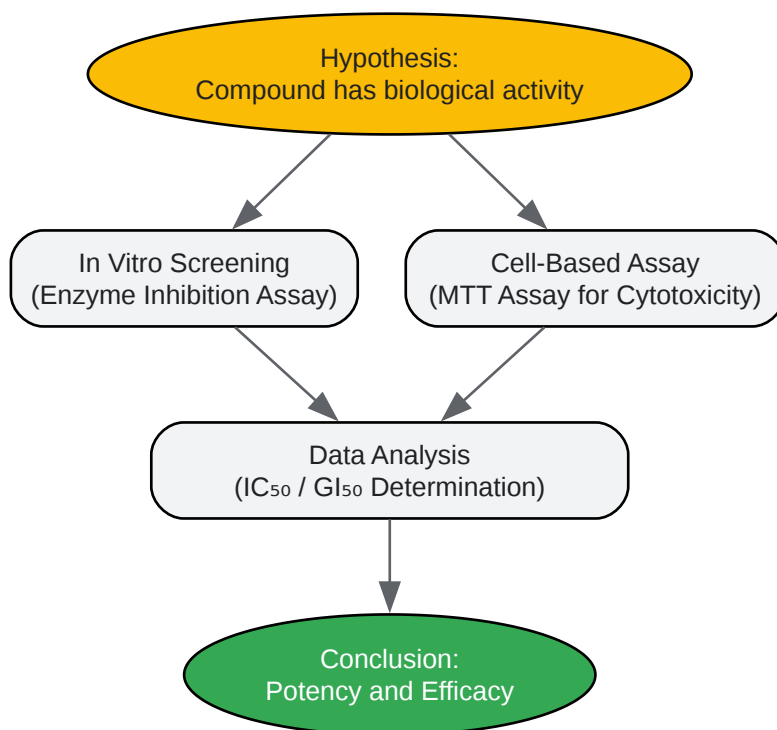 Hypothesis:
Compound has biological activity
In Vitro Screening
(Enzyme Inhibition Assay)
Cell-Based Assay
(MTT Assay for Cytotoxicity)
Data Analysis
(IC₅₀ / GI₅₀ Determination)
Conclusion:
Potency and Efficacy